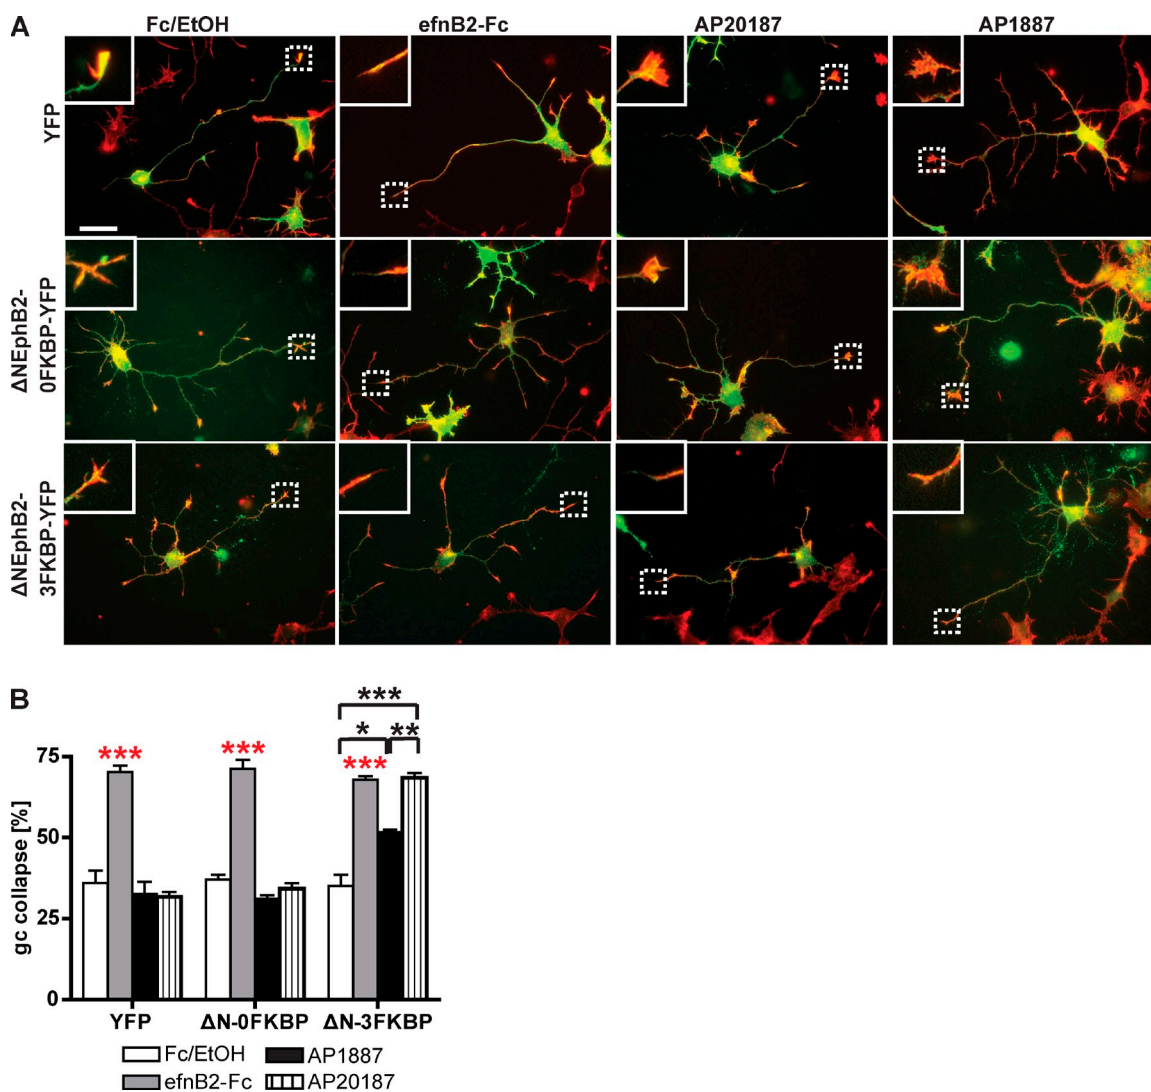 A
Fc/EtOH efnB2-Fc AP20187 AP1887
YFP
ΔNEphB2-
0FKBP-YFP
ΔNEphB2-
3FKBP-YFP
B
***
* **
*** *** ***
gc collapse [%]
75
50
25
0
YFP ΔN-0FKBP ΔN-3FKBP
Fc/EtOH AP1887
efnB2-Fc AP20187